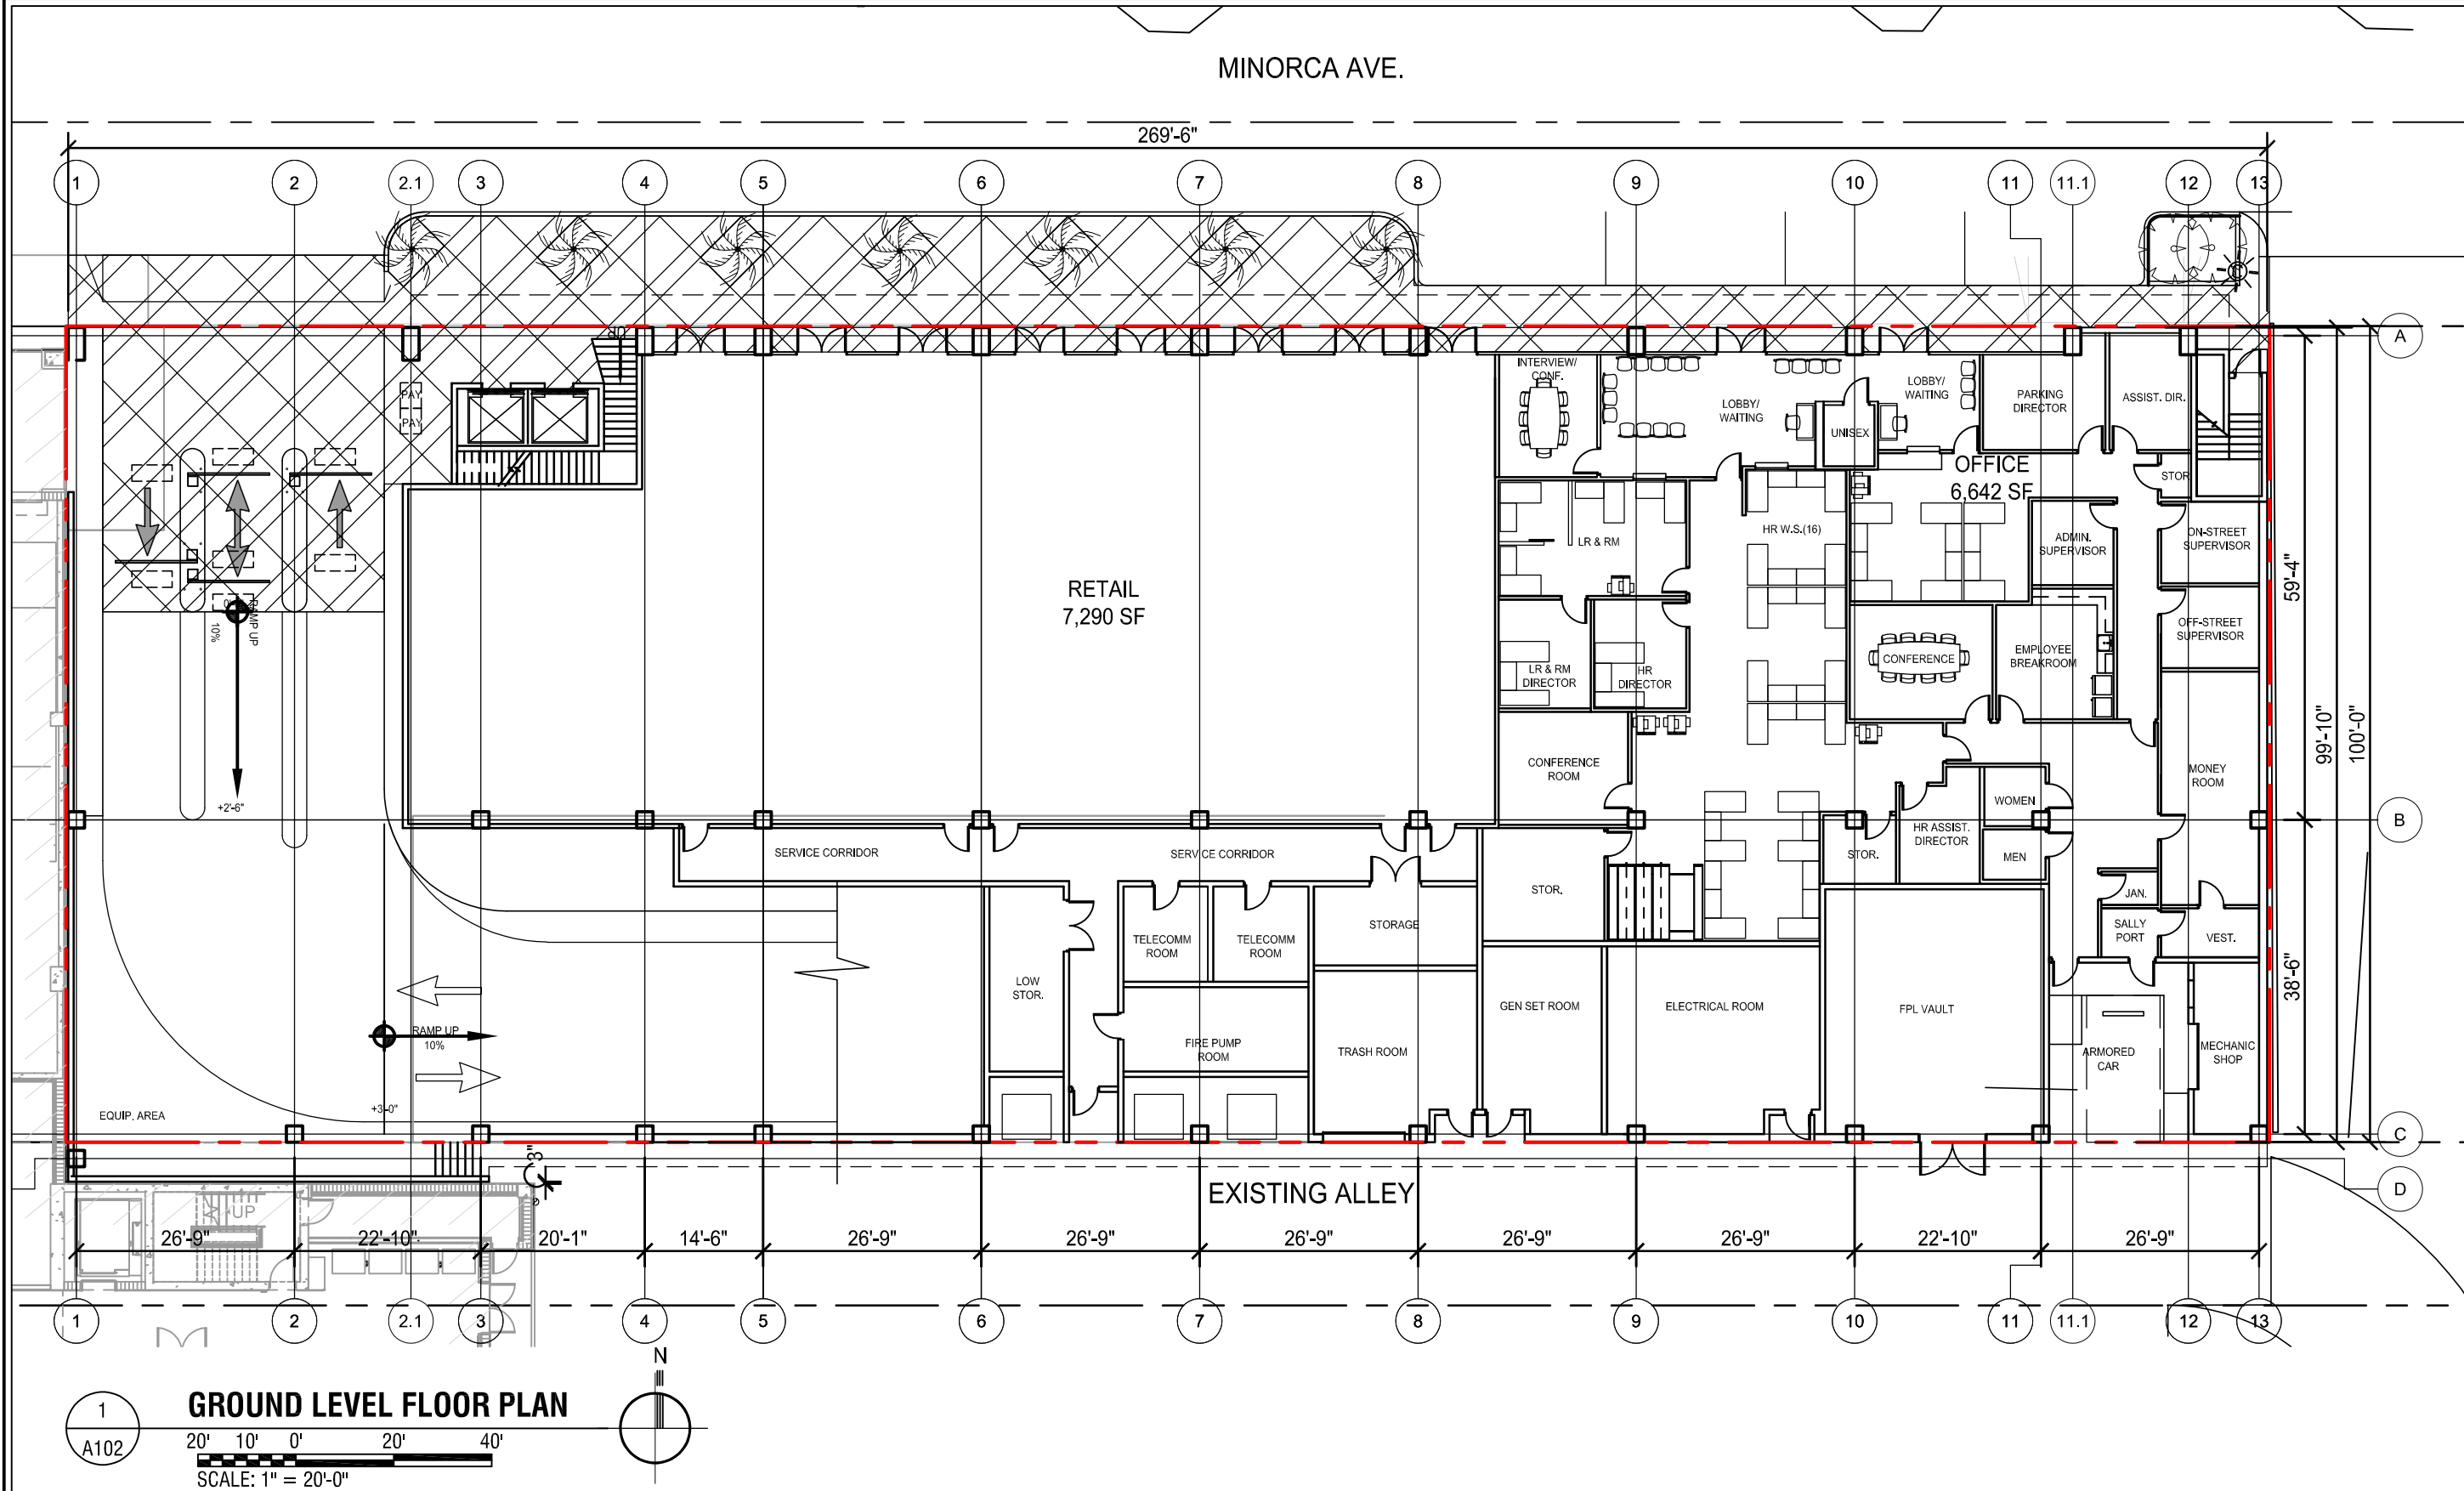 MINORCA AVE.
269'-6"
1
2
2.1
3
4
5
6
7
8
9
10
11
11.1
12
13
A
UP
INTERVIEW/
CONF.
LOBBY/
WAITING
LOBBY/
WAITING
PARKING
DIRECTOR
ASSIST. DIR.
PAY
PAY
UNISEX
OFFICE
6,642 SF
STOR.
HR W.S.(16)
LR & RM
ADMIN.
SUPERVISOR
ON-STREET
SUPERVISOR
59'-4"
RETAIL
7,290 SF
RAMP UP
10%
OFF-STREET
SUPERVISOR
CONFERENCE
EMPLOYEE
BREAKROOM
LR & RM
DIRECTOR
HR
DIRECTOR
99'-10"
100'-0"
CONFERENCE
ROOM
MONEY
ROOM
+2'-6"
WOMEN
B
HR ASSIST.
DIRECTOR
SERVICE CORRIDOR
SERVICE CORRIDOR
STOR.
MEN
STOR.
JAN.
STORAGE
SALLY
PORT
VEST.
TELECOMM
ROOM
TELECOMM
ROOM
LOW
STOR.
38'-6"
GEN SET ROOM
ELECTRICAL ROOM
FPL VAULT
RAMP UP
10%
FIRE PUMP
ROOM
TRASH ROOM
ARMORED
CAR
MECHANIC
SHOP
EQUIP. AREA
+3'-0"
C
3"
EXISTING ALLEY
D
UP
26'-9"
22'-10"
20'-1"
14'-6"
26'-9"
26'-9"
26'-9"
26'-9"
26'-9"
22'-10"
26'-9"
1
2
2.1
3
4
5
6
7
8
9
10
11
11.1
12
13
N
1
A102
GROUND LEVEL FLOOR PLAN
20' 10' 0' 20' 40'
SCALE: 1" = 20'-0"